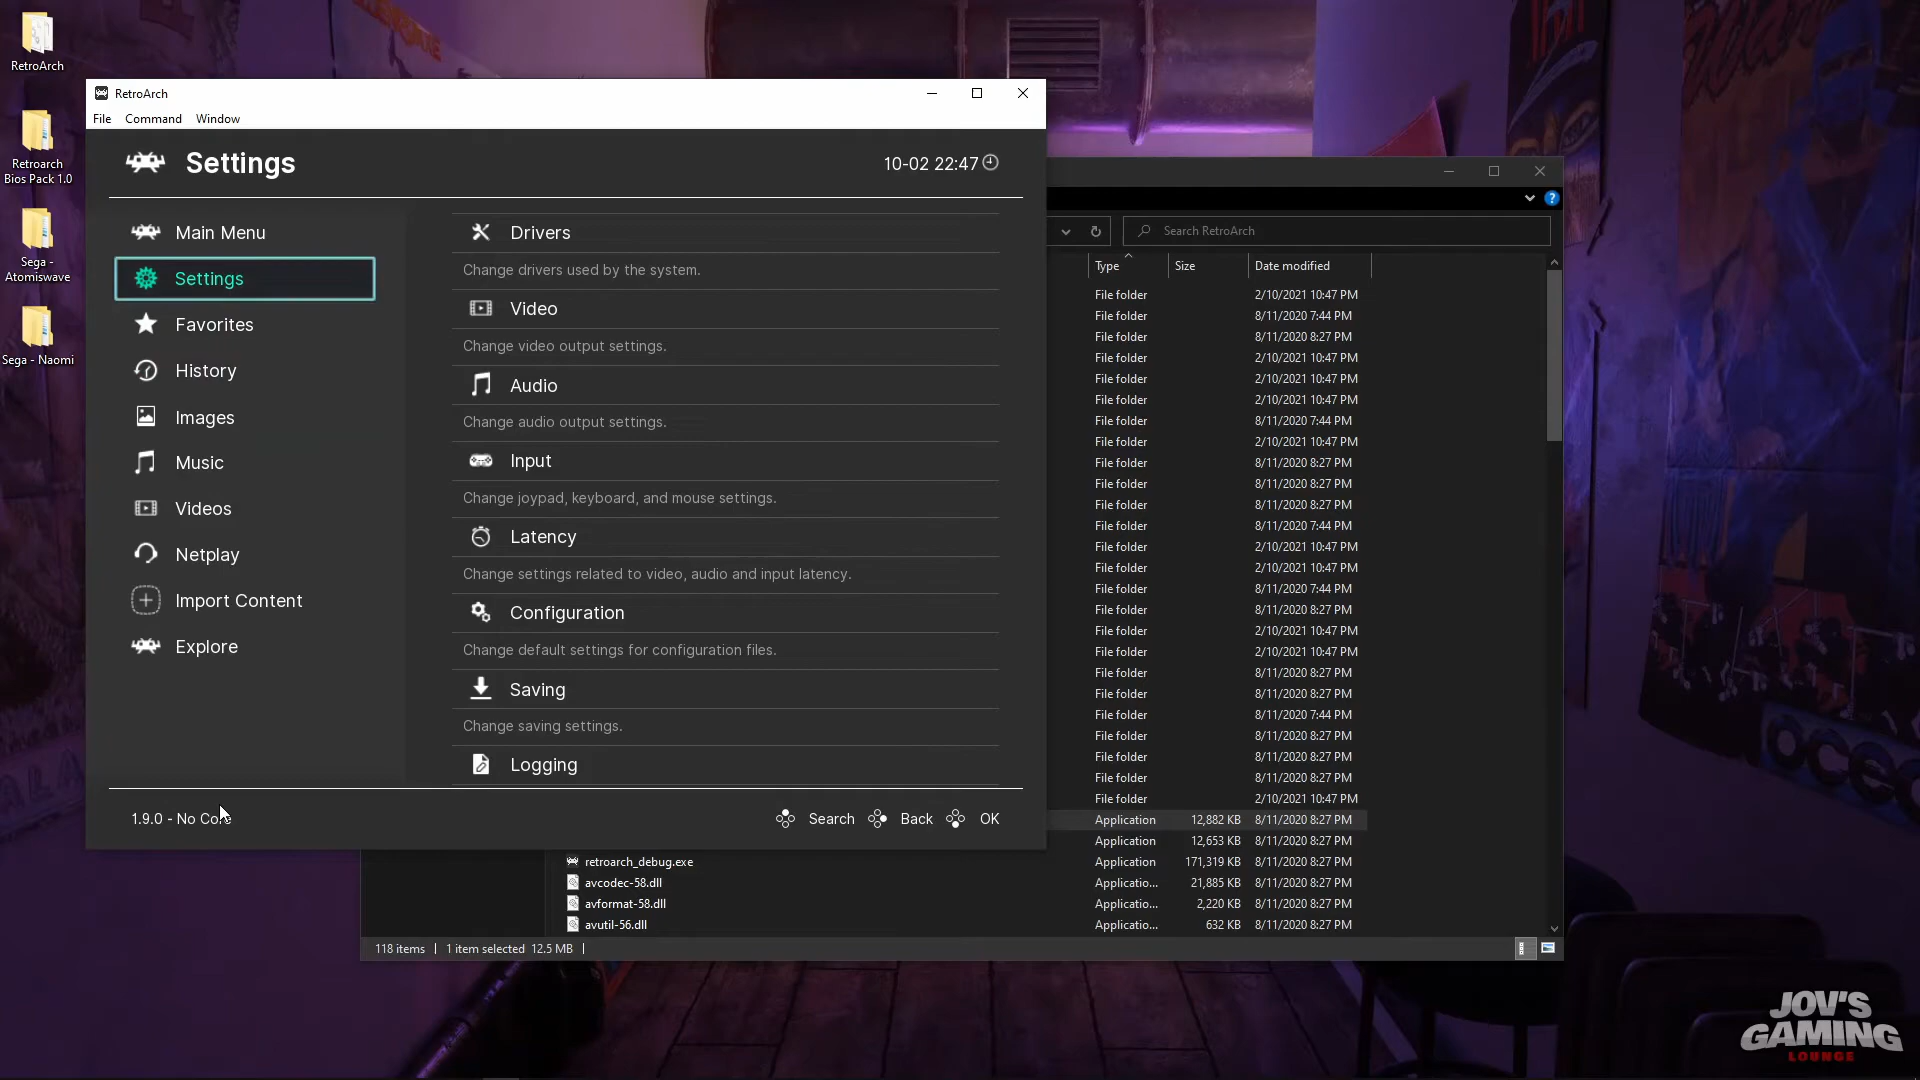 RetroArch
Retroarch
Bios Pack 1.0
Sega -
Atomiswave
Sega - Naomi
RetroArch
File Command Window
Settings
10-02 22:47
Main Menu
Settings
Favorites
History
Images
Music
Videos
Netplay
Import Content
Explore
Drivers
Change drivers used by the system.
Video
Change video output settings.
Audio
Change audio output settings.
Input
Change joypad, keyboard, and mouse settings.
Latency
Change settings related to video, audio and input latency.
Configuration
Change default settings for configuration files.
Saving
Change saving settings.
Logging
1.9.0 - No Core
Search Back OK
Search RetroArch
Type Size Date modified
File folder 2/10/2021 10:47 PM
File folder 8/11/2020 7:44 PM
File folder 8/11/2020 8:27 PM
File folder 2/10/2021 10:47 PM
File folder 2/10/2021 10:47 PM
File folder 2/10/2021 10:47 PM
File folder 8/11/2020 7:44 PM
File folder 2/10/2021 10:47 PM
File folder 8/11/2020 8:27 PM
File folder 8/11/2020 8:27 PM
File folder 8/11/2020 8:27 PM
File folder 8/11/2020 7:44 PM
File folder 2/10/2021 10:47 PM
File folder 2/10/2021 10:47 PM
File folder 8/11/2020 7:44 PM
File folder 8/11/2020 8:27 PM
File folder 2/10/2021 10:47 PM
File folder 2/10/2021 10:47 PM
File folder 8/11/2020 8:27 PM
File folder 8/11/2020 8:27 PM
File folder 8/11/2020 7:44 PM
File folder 8/11/2020 8:27 PM
File folder 8/11/2020 8:27 PM
File folder 8/11/2020 8:27 PM
File folder 2/10/2021 10:47 PM
Application 12,882 KB 8/11/2020 8:27 PM
Application 12,653 KB 8/11/2020 8:27 PM
retroarch_debug.exe Application 171,319 KB 8/11/2020 8:27 PM
avcodec-58.dll Applicatio... 21,885 KB 8/11/2020 8:27 PM
avformat-58.dll Applicatio... 2,220 KB 8/11/2020 8:27 PM
avutil-56.dll Applicatio... 632 KB 8/11/2020 8:27 PM
118 items 1 item selected 12.5 MB
JOV'S
GAMING
LOUNGE